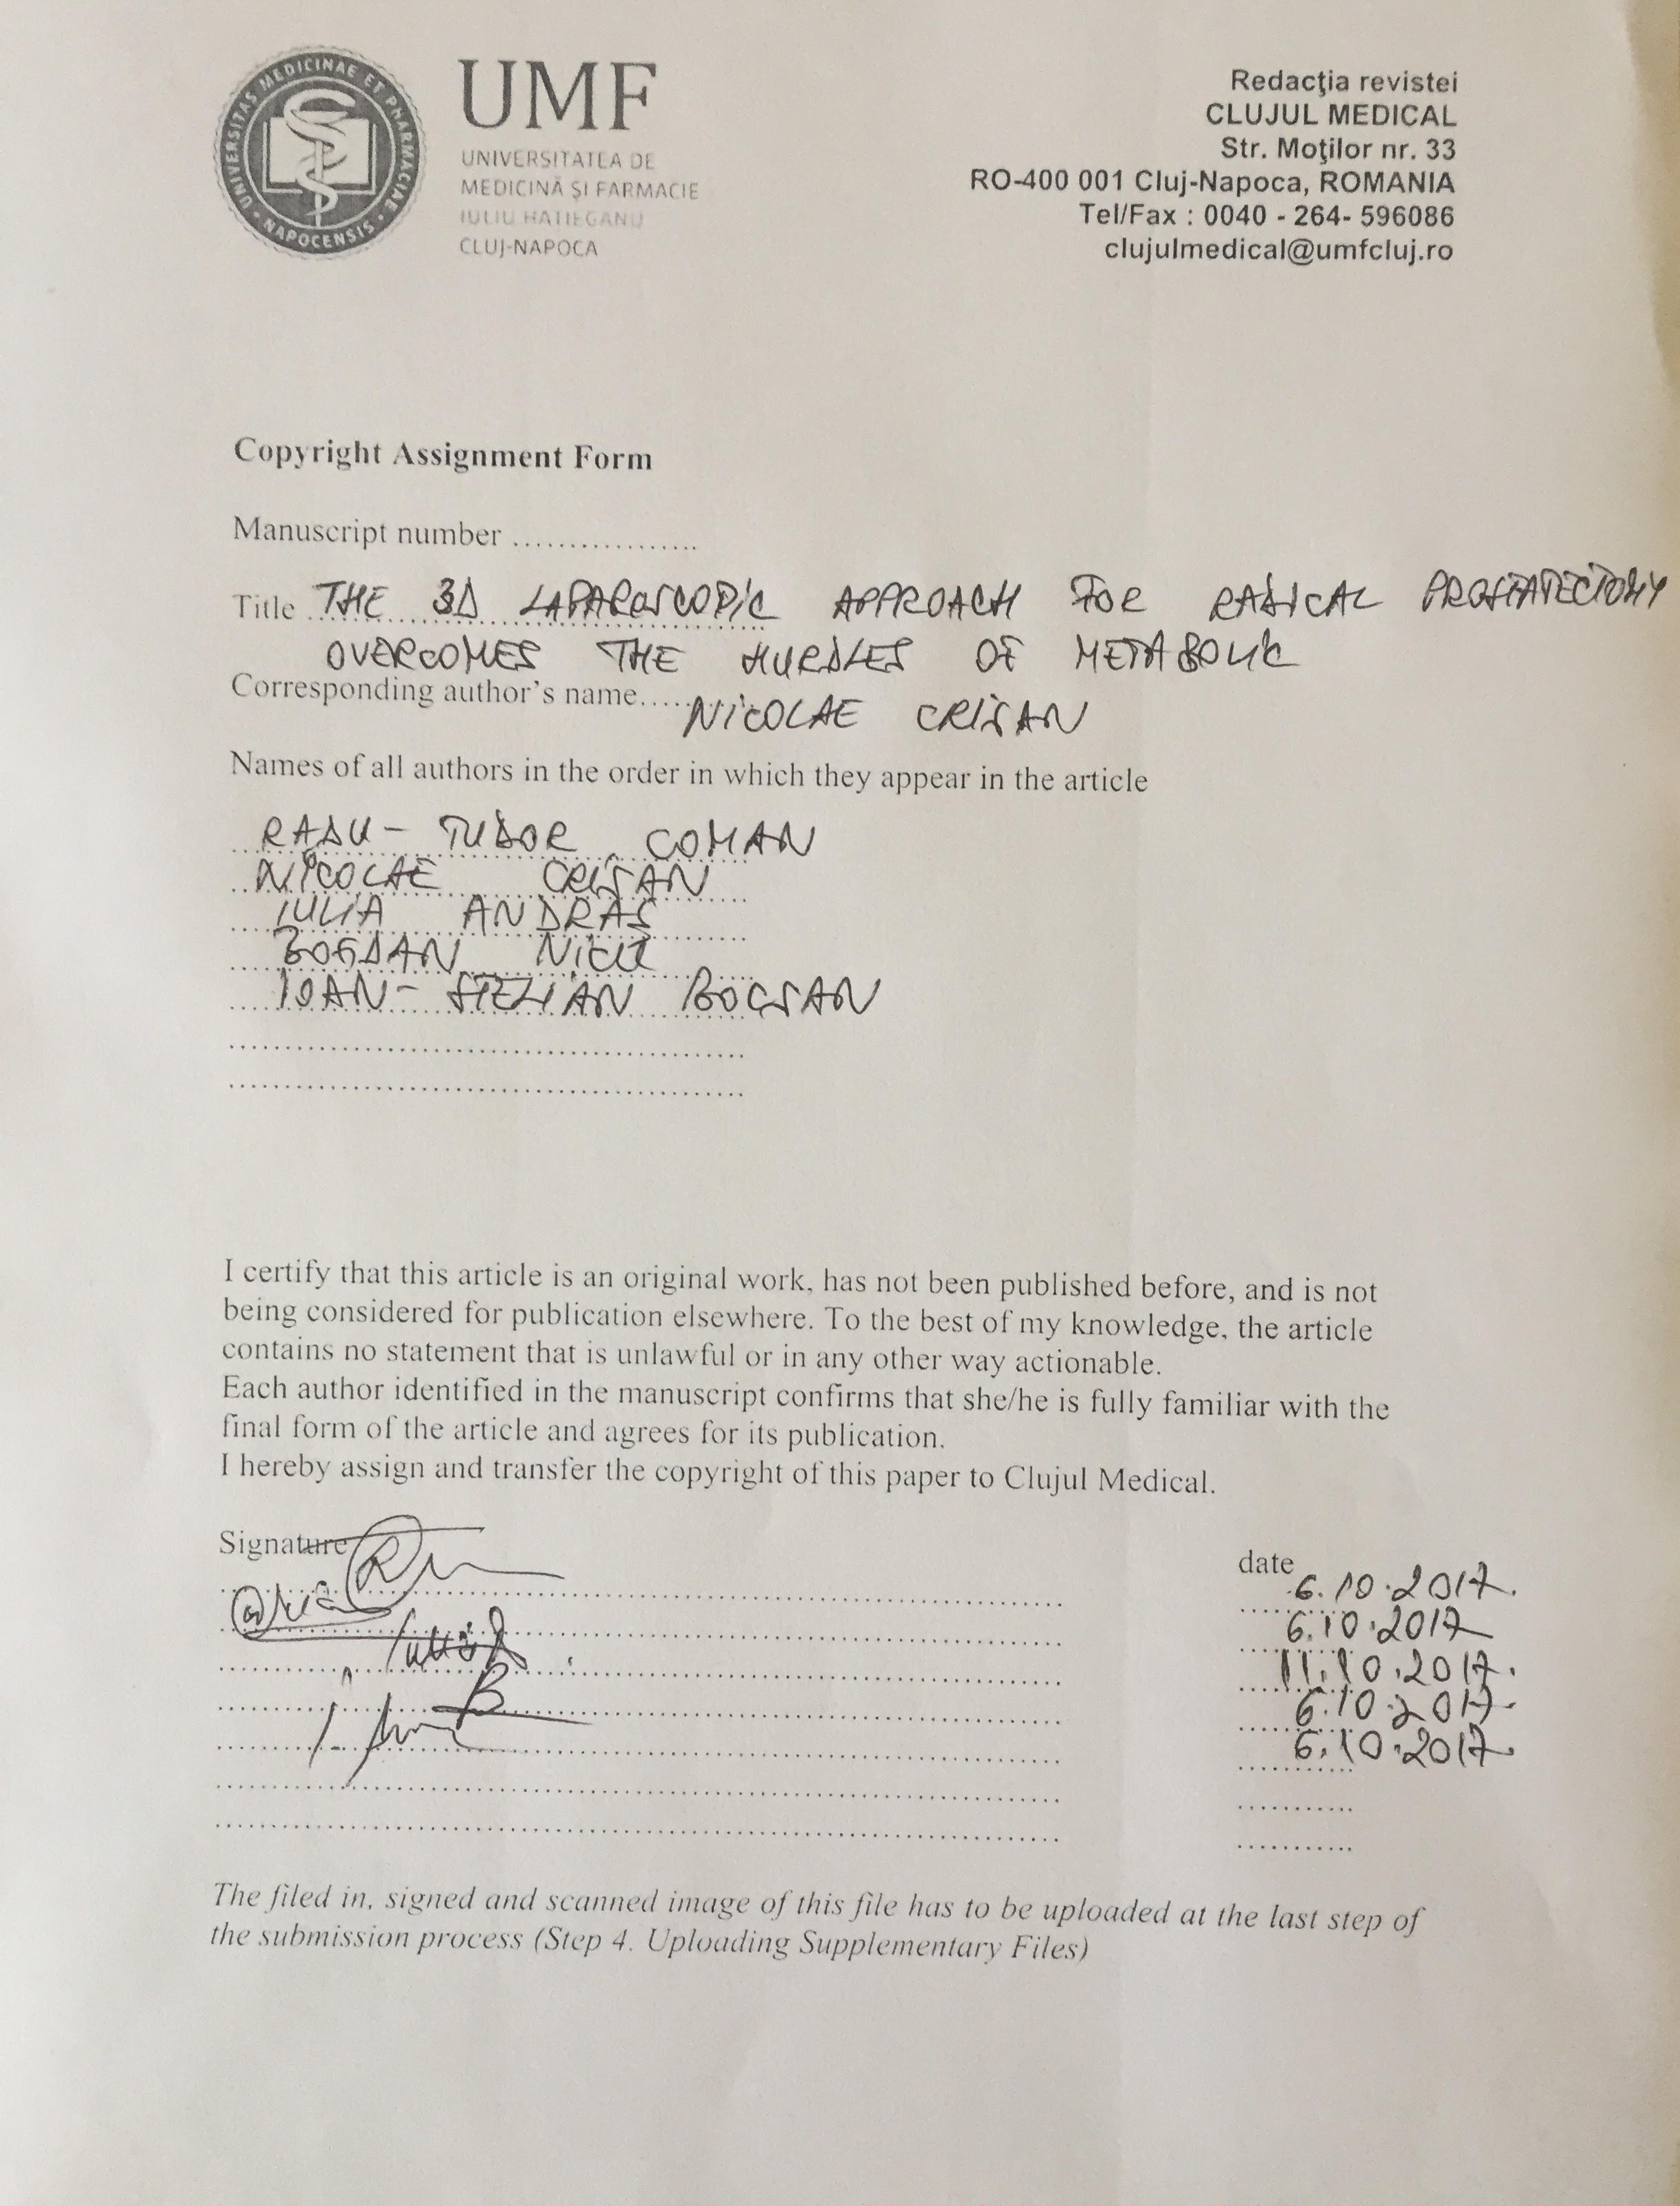 UNIVERSITAS MEDICINAE ET PHARMACIAE · NAPOCENSIS ·
UMF
UNIVERSITATEA DE
MEDICINĂ ŞI FARMACIE
IULIU HAŢIEGANU
CLUJ-NAPOCA
Redacţia revistei
CLUJUL MEDICAL
Str. Moţilor nr. 33
RO-400 001 Cluj-Napoca, ROMANIA
Tel/Fax : 0040 - 264- 596086
clujulmedical@umfcluj.ro
Copyright Assignment Form
Manuscript number ..................
Title THE 3D LAPAROSCOPIC APPROACH FOR RADICAL PROSTATECTOMY
OVERCOMES THE HURDLES OF METABOLIC
Corresponding author's name..... NICOLAE CRIŞAN
Names of all authors in the order in which they appear in the article
RADU- TUDOR COMAN
NICOLAE CRIŞAN
IULIA ANDRAŞ
BOGDAN NICU
IOAN- STELIAN BOCŞAN
I certify that this article is an original work, has not been published before, and is not
being considered for publication elsewhere. To the best of my knowledge, the article
contains no statement that is unlawful or in any other way actionable.
Each author identified in the manuscript confirms that she/he is fully familiar with the
final form of the article and agrees for its publication.
I hereby assign and transfer the copyright of this paper to Clujul Medical.
Signature date
6.10.2017.
6.10.2017
11.10.2017.
6.10.2017.
6.10.2017.
The filed in, signed and scanned image of this file has to be uploaded at the last step of
the submission process (Step 4. Uploading Supplementary Files)